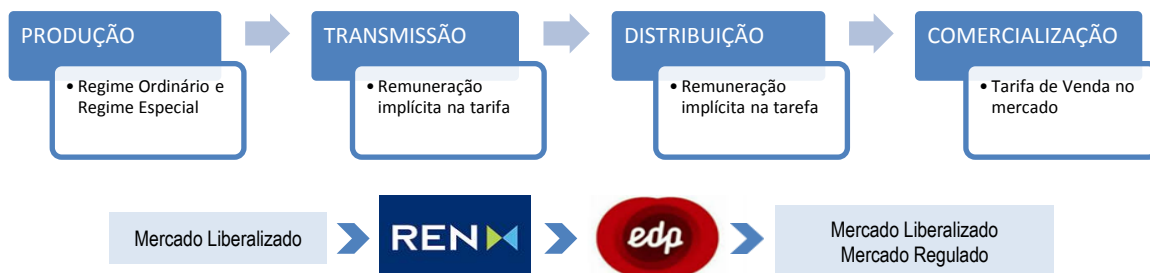 PRODUÇÃO
• Regime Ordinário e
Regime Especial
TRANSMISSÃO
• Remuneração
implícita na tarifa
DISTRIBUIÇÃO
• Remuneração
implícita na tarefa
COMERCIALIZAÇÃO
• Tarifa de Venda no
mercado
Mercado Liberalizado
REN
edp
Mercado Liberalizado
Mercado Regulado